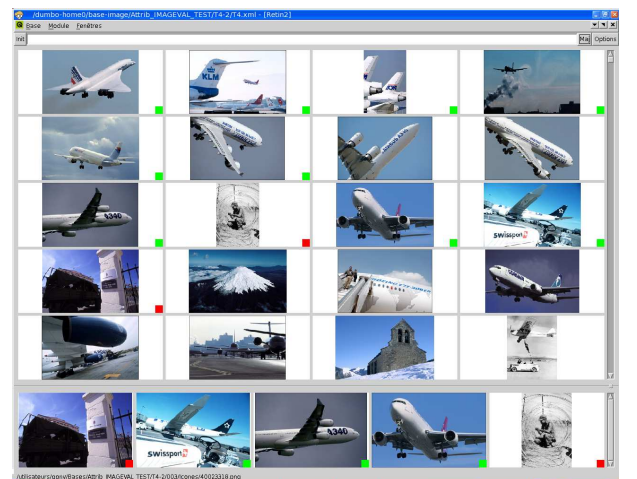 /dumbo-home0/base-image/Attrib_IMAGEVAL_TEST/T4-2/T4.xml - [Retin2]
Base Module Fenêtres
Init
Maj Options
KLM
A340
swissport
swissport
A340
/utilisateurs/gony/Bases/Attrib_IMAGEVAL_TEST/T4-2/003/icones/40023318.png